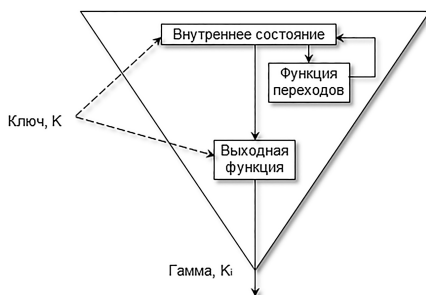 Внутреннее состояние
Функция
переходов
Ключ, K
Выходная
функция
Гамма, Ki